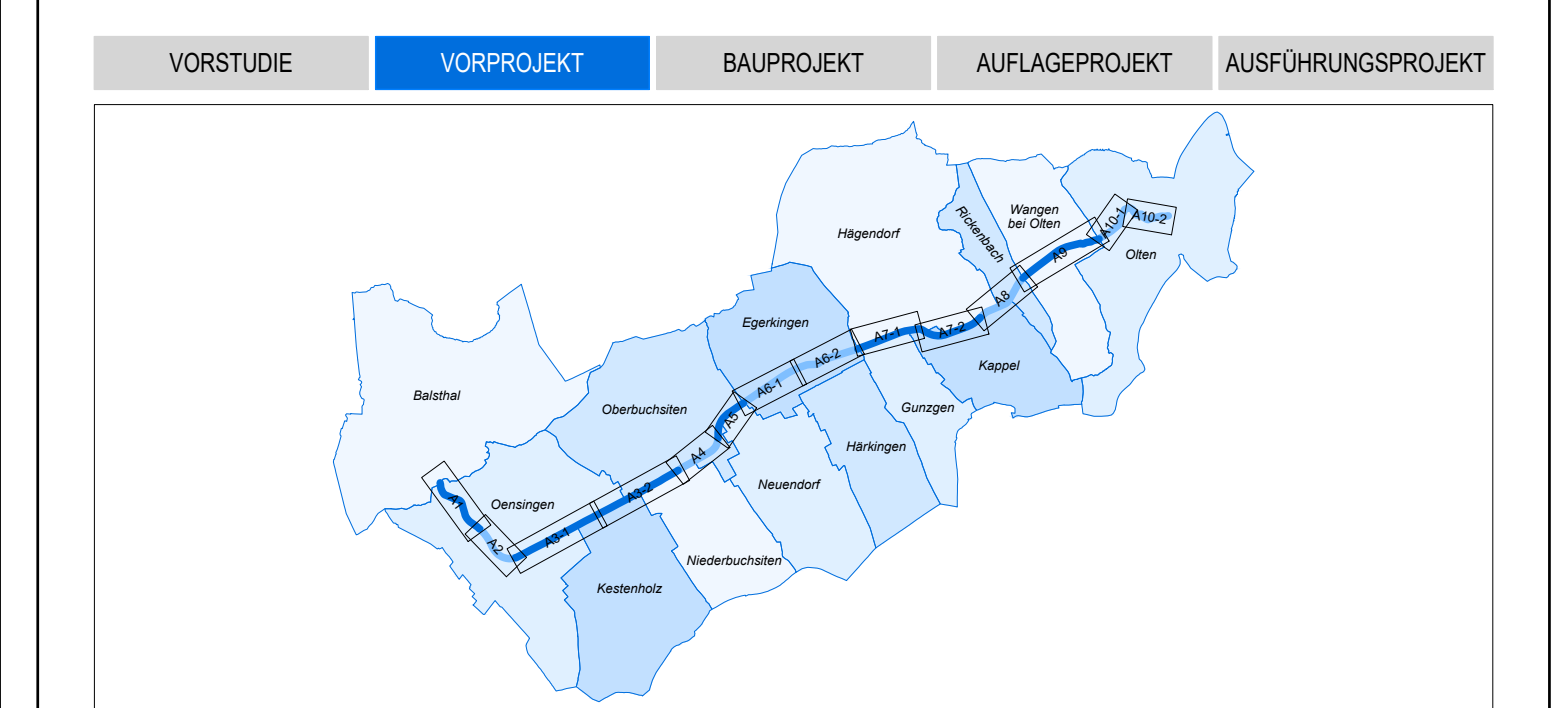 VORSTUDIE
VORPROJEKT
BAUPROJEKT
AUFLAGEPROJEKT
AUSFÜHRUNGSPROJEKT
Hägendorf
Rickenbach
Wangen
bei Olten
A10-1
A10-2
Olten
A9
A8
Egerkingen
A7-1
A7-2
A6-2
A6-1
Kappel
Balsthal
Oberbuchsiten
A5
Gunzgen
Härkingen
A4
Neuendorf
A3-2
Oensingen
A1
A2
A3-1
Niederbuchsiten
Kestenholz